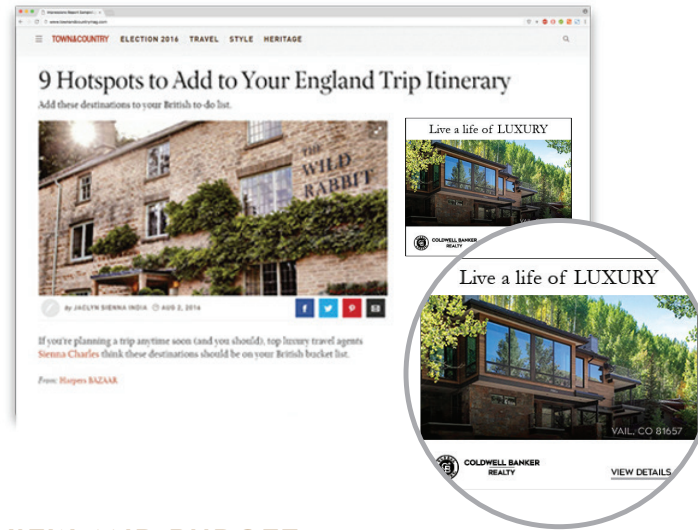 www.townandcountrymag.com
TOWN&COUNTRY ELECTION 2016 TRAVEL STYLE HERITAGE
9 Hotspots to Add to Your England Trip Itinerary
Add these destinations to your British to-do list.
THE
WILD
RABBIT
By JACLYN SIENNA INDIA AUG 2, 2016
If you're planning a trip anytime soon (and you should), top luxury travel agents
Sienna Charles think these destinations should be on your British bucket list.
From: Harpers BAZAAR
Live a life of LUXURY
COLDWELL BANKER
REALTY
Live a life of LUXURY
VAIL, CO 81657
COLDWELL BANKER
REALTY
VIEW DETAILS